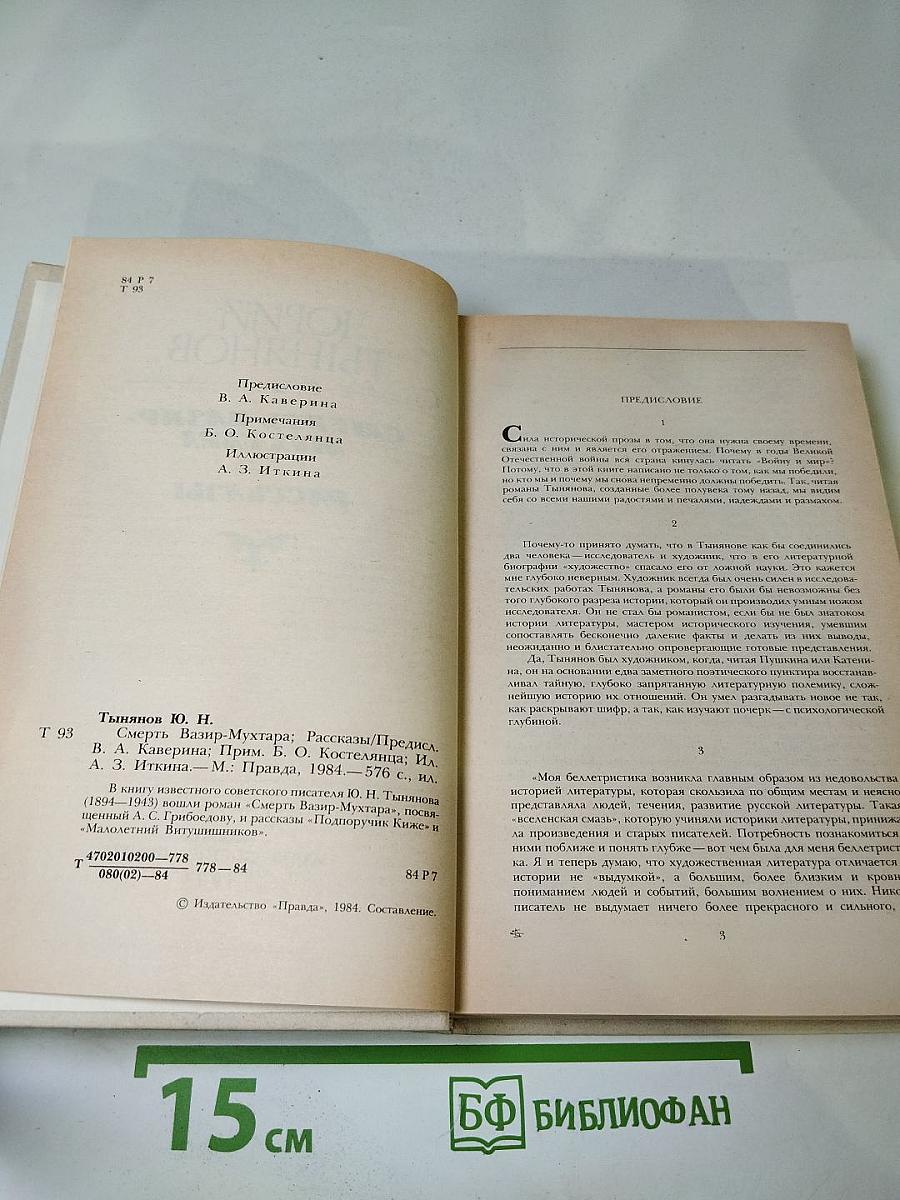 84 Р 7
Т 93
Предисловие
В. А. Каверина
Примечания
Б. О. Костелянца
Иллюстрации
А. З. Иткина
Тынянов Ю. Н.
Т 93 Смерть Вазир-Мухтара; Рассказы/Предисл.
В. А. Каверина; Прим. Б. О. Костелянца; Ил.
А. З. Иткина.— М.: Правда, 1984.— 576 с., ил.
В книгу известного советского писателя Ю. Н. Тынянова
(1894—1943) вошли роман «Смерть Вазир-Мухтара», посвя-
щенный А. С. Грибоедову, и рассказы «Подпоручик Киже» и
«Малолетний Витушишников».
Т 4702010200—778
080(02)—84
778—84
84 Р 7
© Издательство «Правда», 1984. Составление.
ПРЕДИСЛОВИЕ
1
Сила исторической прозы в том, что она нужна своему времени,
связана с ним и является его отражением. Почему в годы Великой
Отечественной войны вся страна кинулась читать «Войну и мир»?
Потому, что в этой книге написано не только о том, как мы победили,
но кто мы и почему мы снова непременно должны победить. Так, читая
романы Тынянова, созданные более полувека тому назад, мы видим
себя со всеми нашими радостями и печалями, надеждами и размахом.
2
Почему-то принято думать, что в Тынянове как бы соединились
два человека — исследователь и художник, что в его литературной
биографии «художество» спасало его от ложной науки. Это кажется
мне глубоко неверным. Художник всегда был очень силен в исследова-
тельских работах Тынянова, а романы его были бы невозможны без
того глубокого разреза истории, который он производил умным ножом
исследователя. Он не стал бы романистом, если бы не был знатоком
истории литературы, мастером исторического изучения, умевшим
сопоставлять бесконечно далекие факты и делать из них выводы,
неожиданно и блистательно опровергающие готовые представления.
Да, Тынянов был художником, когда, читая Пушкина или Катени-
на, он на основании едва заметного поэтического пунктира восстанав-
ливал тайную, глубоко запрятанную литературную полемику, слож-
нейшую историю их отношений. Он умел разгадывать новое не так,
как раскрывают шифр, а так, как изучают почерк — с психологической
глубиной.
3
«Моя беллетристика возникла главным образом из недовольства
историей литературы, которая скользила по общим местам и неясно
представляла людей, течения, развитие русской литературы. Такая
«вселенская смазь», которую учиняли историки литературы, принижа-
ла произведения и старых писателей. Потребность познакомиться
ними поближе и понять глубже — вот чем была для меня беллетристи-
ка. Я и теперь думаю, что художественная литература отличается
истории не «выдумкой», а большим, более близким и кровн
пониманием людей и событий, большим волнением о них. Нико
писатель не выдумает ничего более прекрасного и сильного,
3
15 см
БФ БИБЛИОФАН